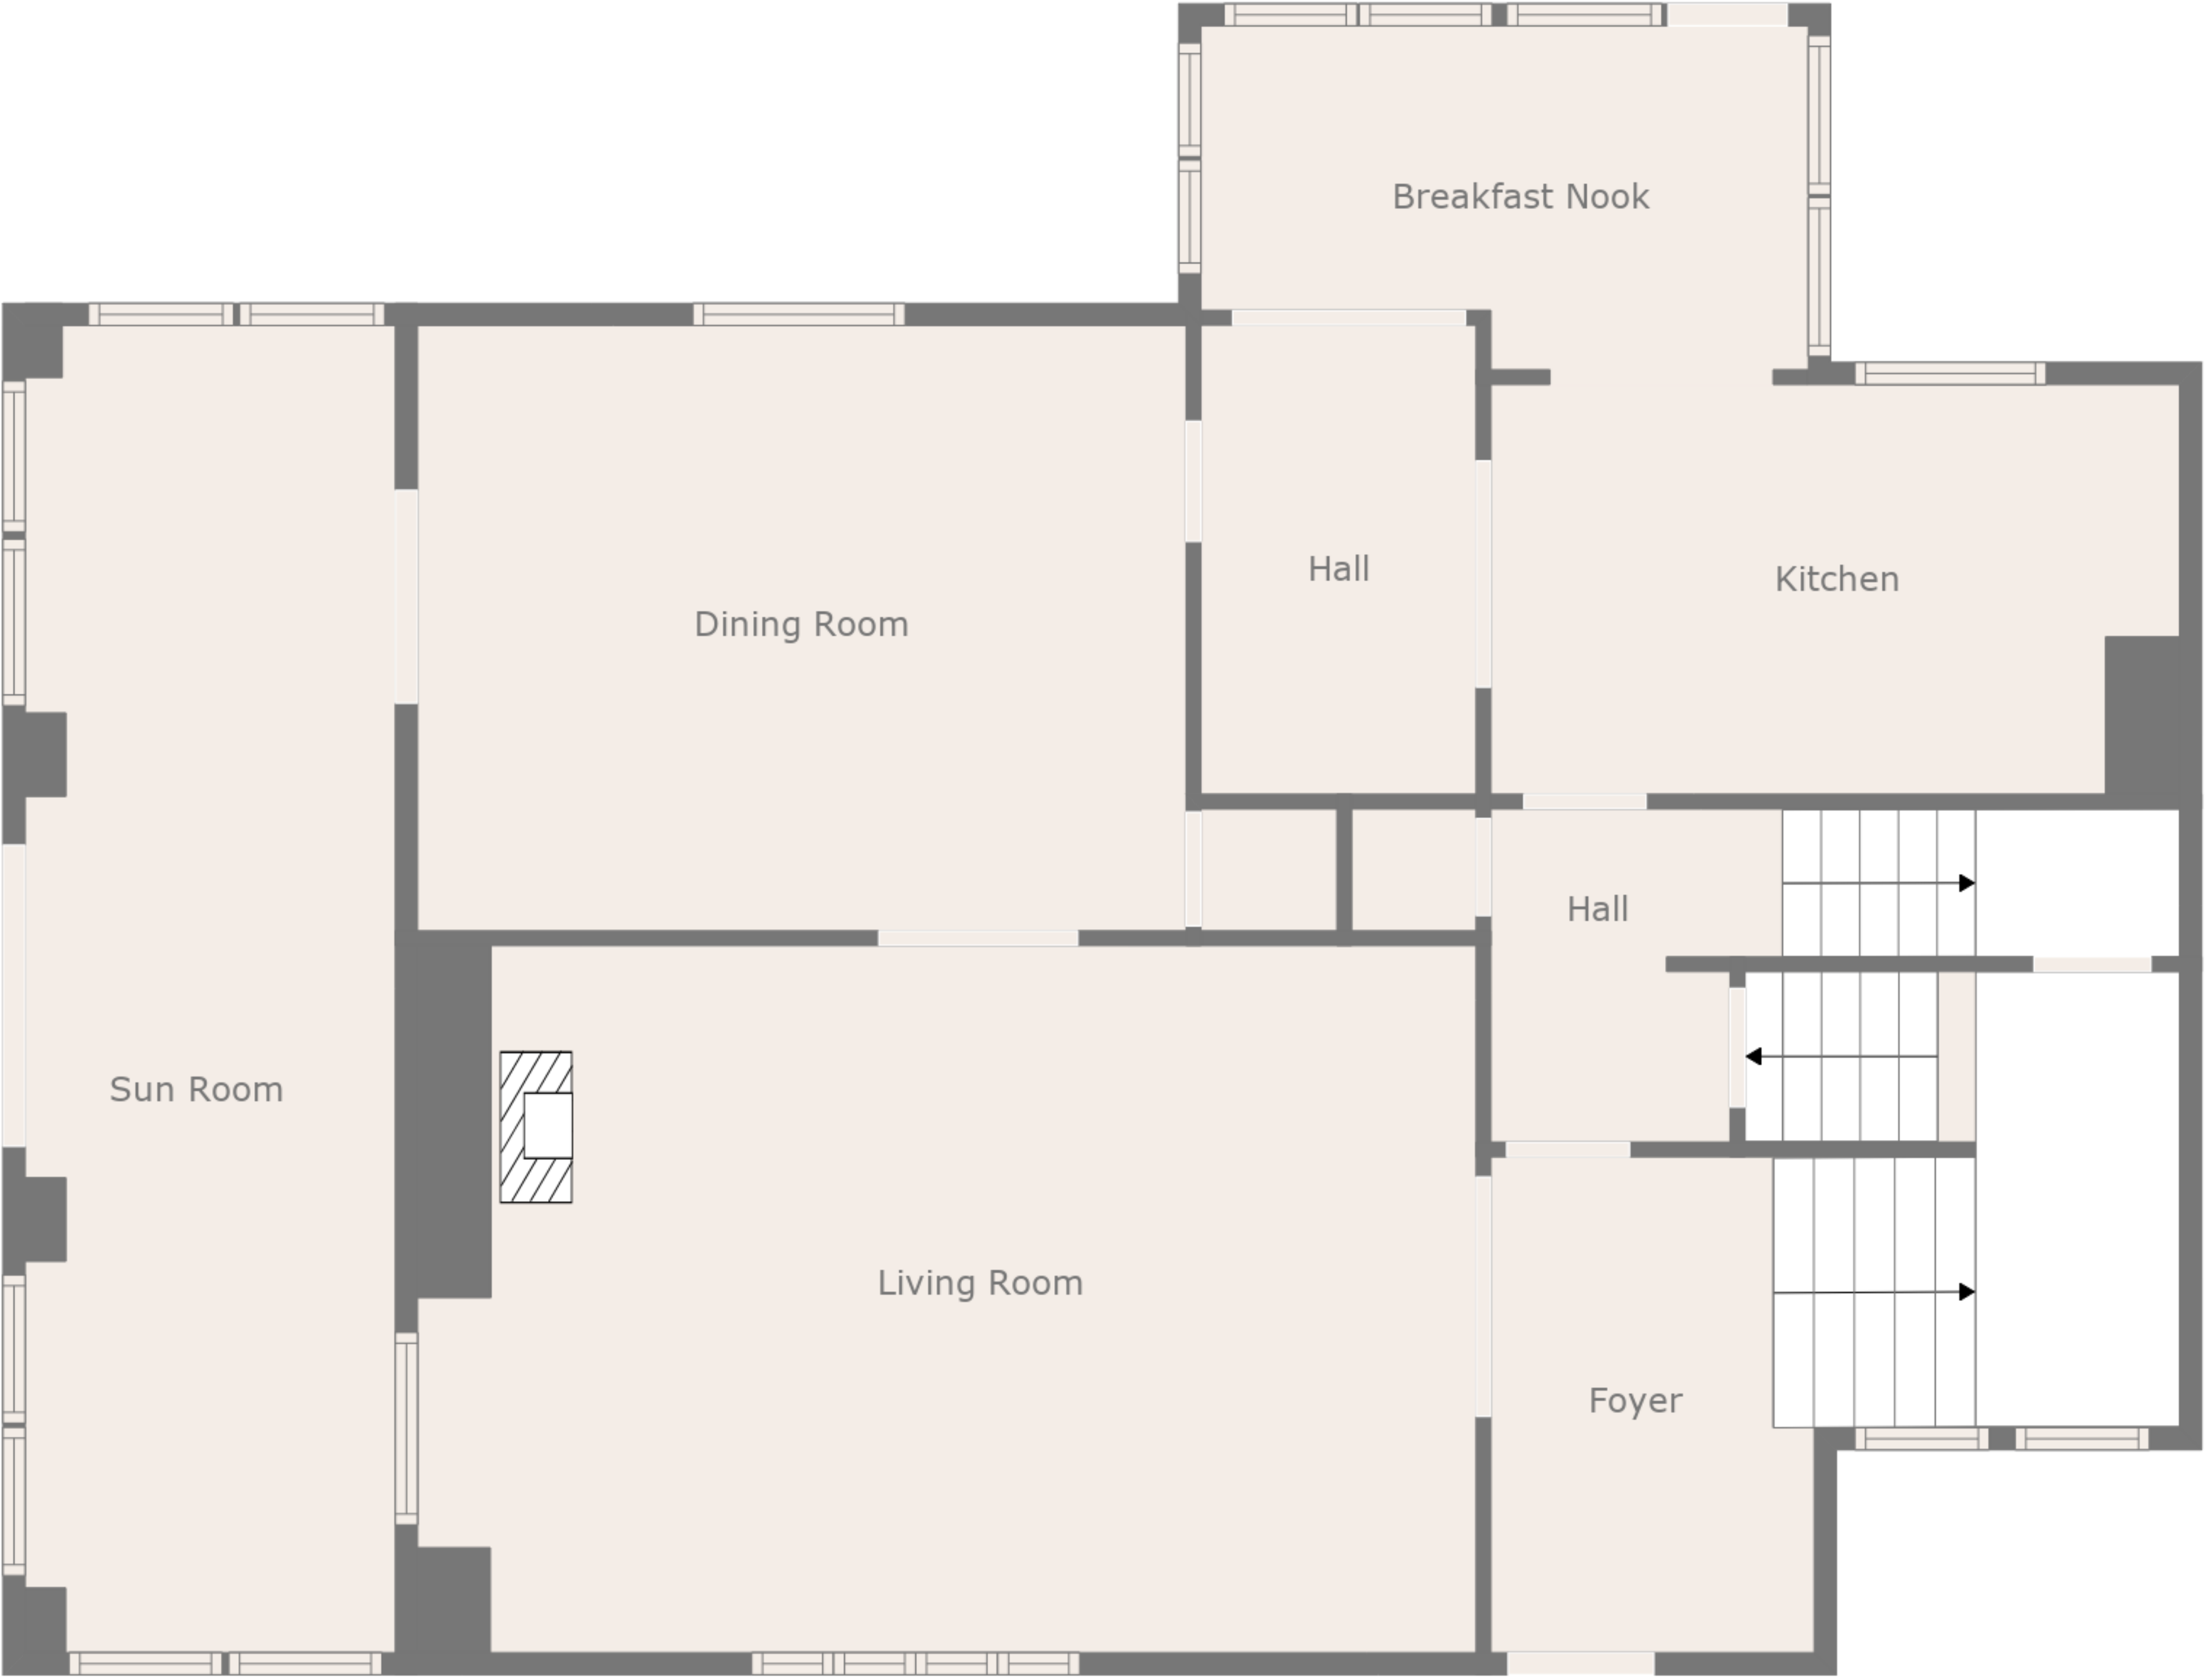 Breakfast Nook
Hall
Kitchen
Dining Room
Hall
Sun Room
Living Room
Foyer